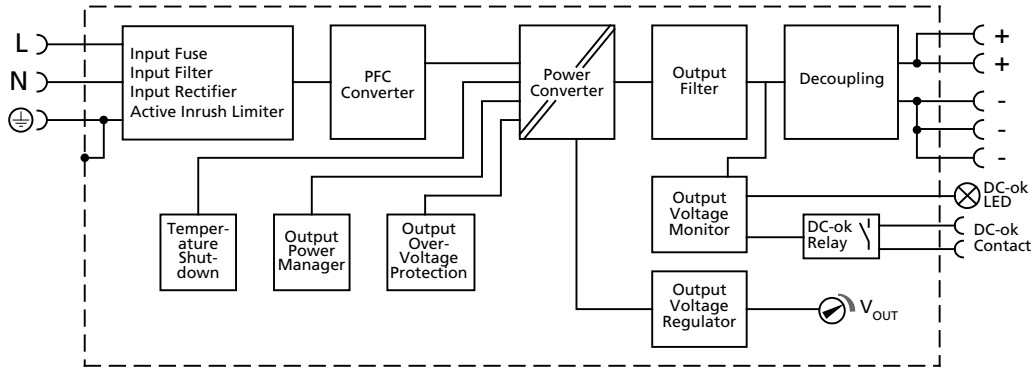 L
N
Input Fuse
Input Filter
Input Rectifier
Active Inrush Limiter
PFC
Converter
Power
Converter
Output
Filter
Decoupling
+
+
-
-
-
Temper-
ature
Shut-
down
Output
Power
Manager
Output
Over-
Voltage
Protection
Output
Voltage
Monitor
DC-ok
Relay
DC-ok
LED
DC-ok
Contact
Output
Voltage
Regulator
VOUT